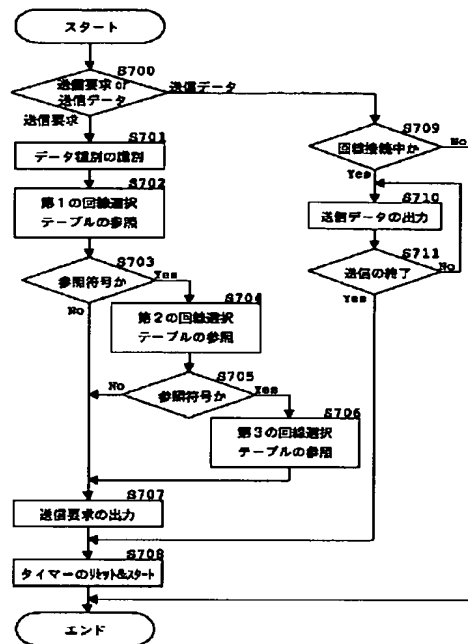 スタート
S700
送信要求 or
送信データ
送信データ
送信要求
S701
データ種別の識別
S702
第1の回線選択
テーブルの参照
S703
参照符号か
Yes
No
S704
第2の回線選択
テーブルの参照
S705
参照符号か
No
Yes
S706
第3の回線選択
テーブルの参照
S707
送信要求の出力
S708
タイマーのリセット&スタート
エンド
S709
回線接続中か
No
Yes
S710
送信データの出力
S711
送信の終了
No
Yes